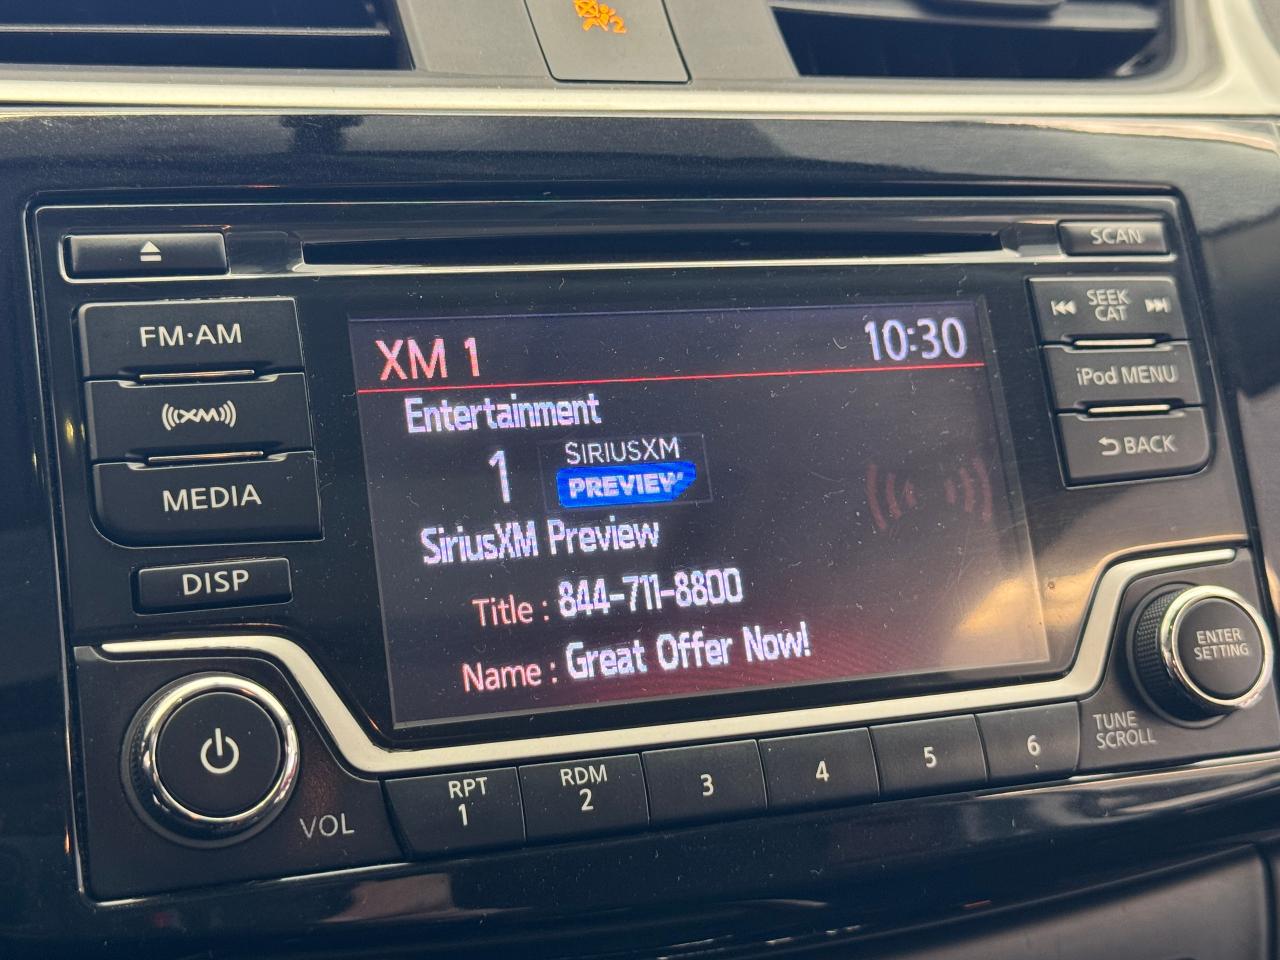 2
SCAN
FM·AM
SEEK
CAT
XM 1
10:30
iPod MENU
XM
Entertainment
BACK
1
SIRIUSXM
PREVIEW
MEDIA
SiriusXM Preview
DISP
Title : 844-711-8800
Name : Great Offer Now!
ENTER
SETTING
TUNE
SCROLL
VOL
RPT
1
RDM
2
3
4
5
6